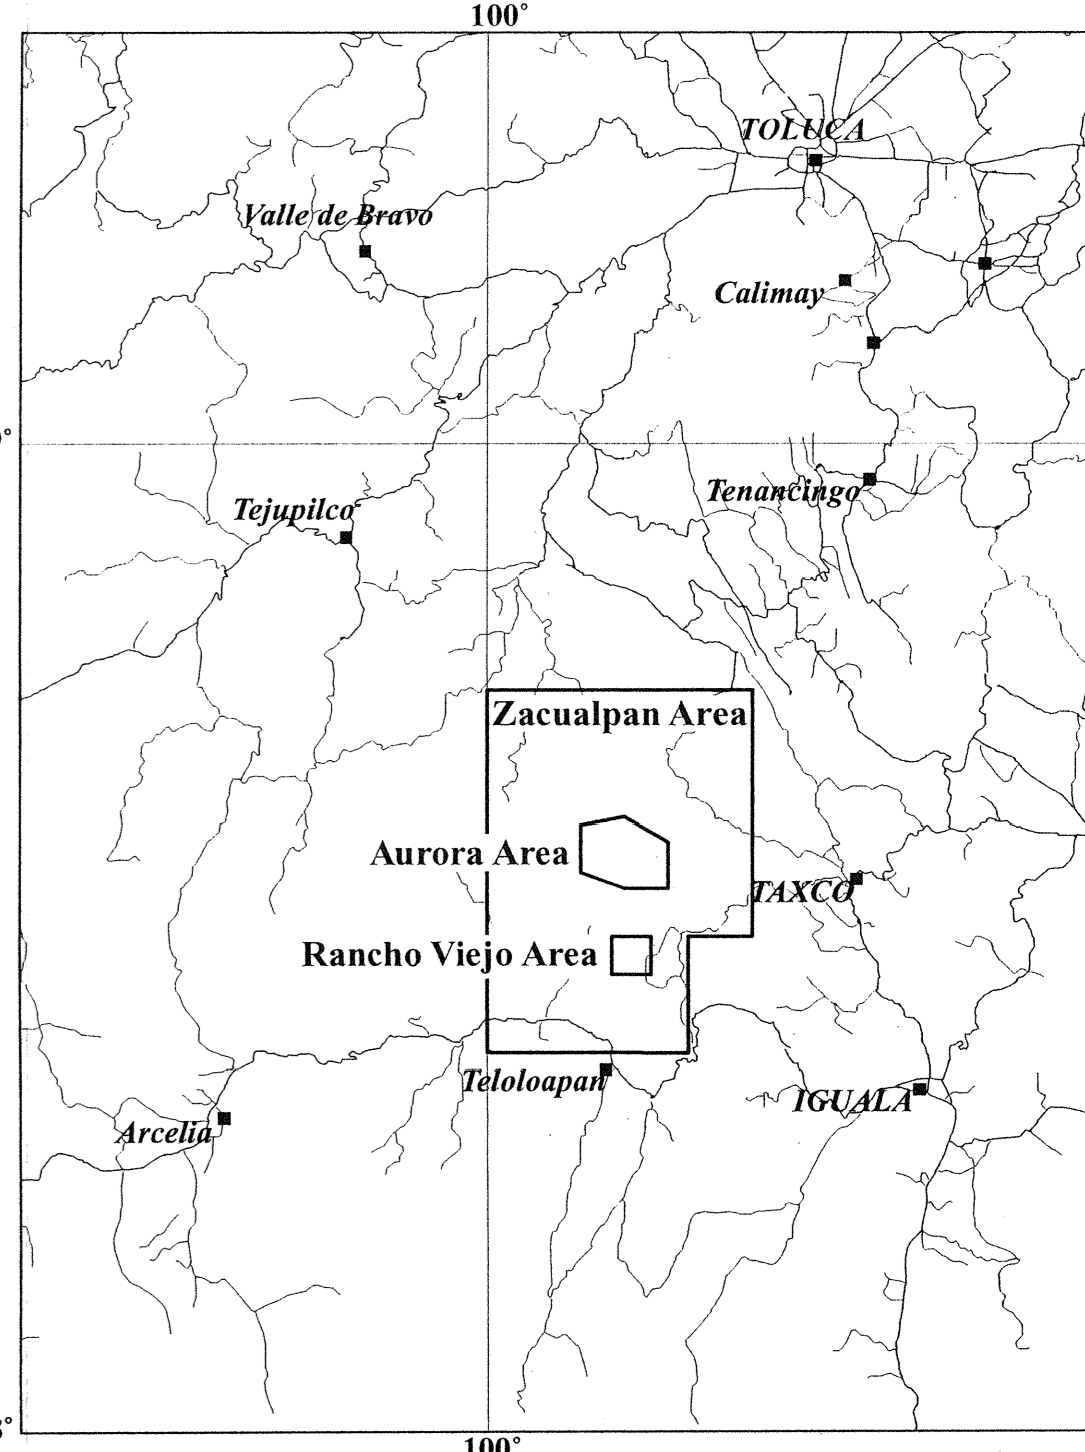 100°
TOLUCA
Valle de Bravo
Calimay
Tenancingo
Tejupilco
Zacualpan Area
Aurora Area
TAXCO
Rancho Viejo Area
Teloloapan
IGUALA
Arcelia
100°